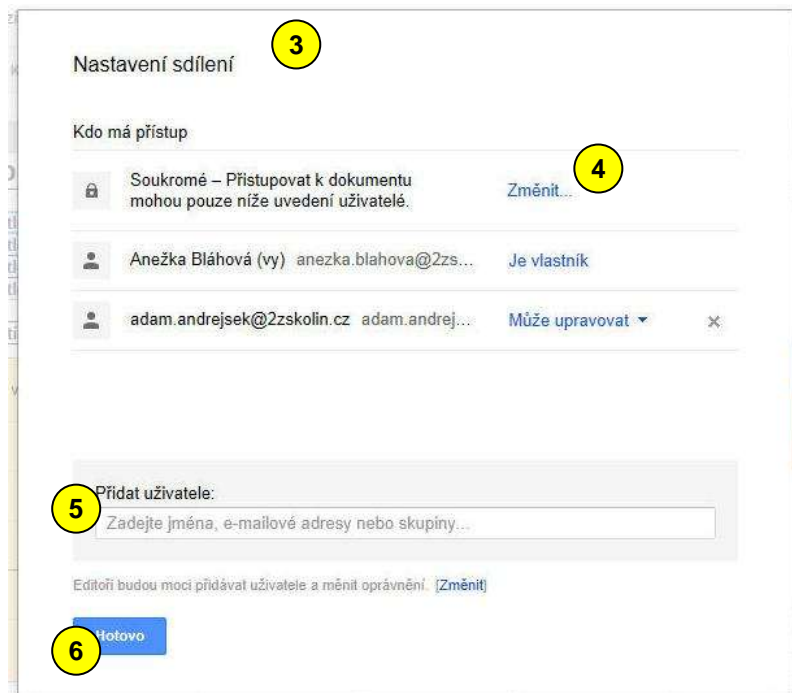 3
Nastavení sdílení
Kdo má přístup
4
Soukromé – Přistupovat k dokumentu
mohou pouze níže uvedení uživatelé.
Změnit...
Anežka Bláhová (vy) anezka.blahova@2zs... Je vlastník
adam.andrejsek@2zskolin.cz adam.andrej... Může upravovat
Přidat uživatele:
5
Zadejte jména, e-mailové adresy nebo skupiny...
Editoři budou moci přidávat uživatele a měnit oprávnění. [Změnit]
Hotovo
6